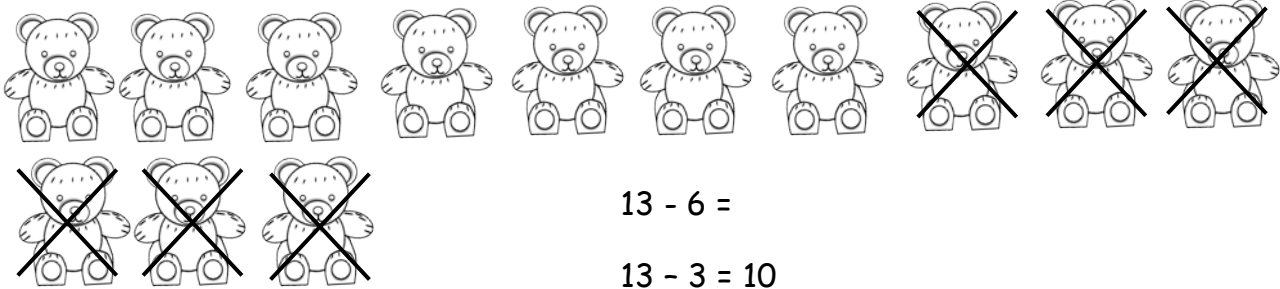 13 - 6 =
13 – 3 = 10